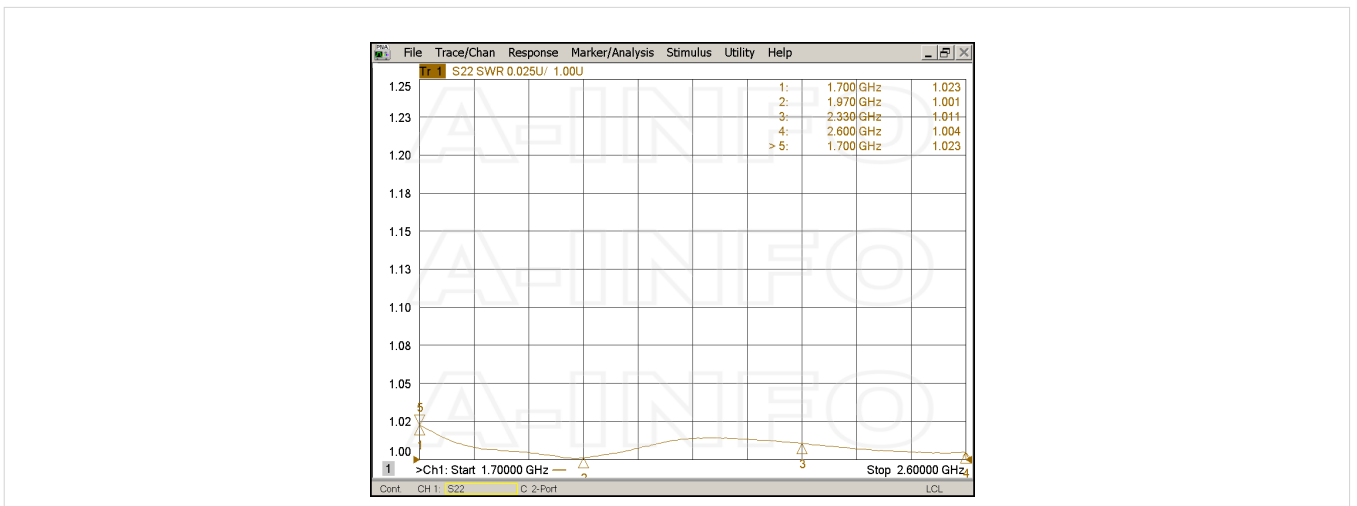 PNA File Trace/Chan Response Marker/Analysis Stimulus Utility Help
Tr 1 S22 SWR 0.025U/ 1.00U
1.25
1.23
1.20
1.18
1.15
1.13
1.10
1.08
1.05
1.02
1.00
1: 1.700 GHz 1.023
2: 1.970 GHz 1.001
3: 2.330 GHz 1.011
4: 2.600 GHz 1.004
> 5: 1.700 GHz 1.023
A-INFO
A-INFO
A-INFO
5
1
2
3
4
1 >Ch1: Start 1.70000 GHz Stop 2.60000 GHz
Cont. CH 1: S22 C 2-Port LCL